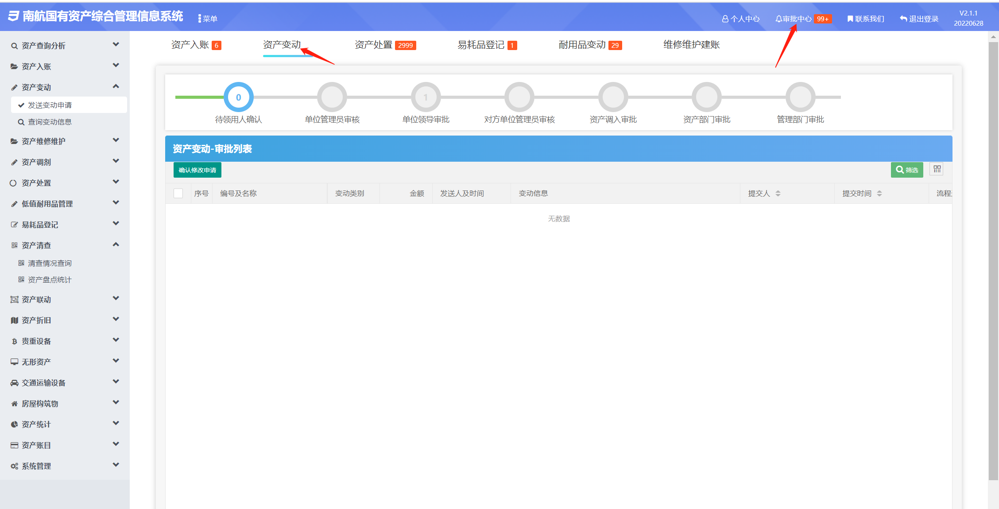 南航国有资产综合管理信息系统
菜单
个人中心
审批中心 99+
联系我们
退出登录
V2.1.1
20220628
资产查询分析
资产入账
资产变动
发送变动申请
查询变动信息
资产维修维护
资产调剂
资产处置
低值耐用品管理
易耗品登记
资产清查
清查情况查询
资产盘点统计
资产联动
资产折旧
贵重设备
无形资产
交通运输设备
房屋构筑物
资产统计
资产账目
系统管理
资产入账 6
资产变动
资产处置 2999
易耗品登记 1
耐用品变动 29
维修维护建账
0
待领用人确认
单位管理员审核
1
单位领导审批
对方单位管理员审核
资产调入审批
资产部门审批
管理部门审批
资产变动-审批列表
确认修改申请
筛选
序号
编号及名称
变动类别
金额
发送人及时间
变动信息
提交人
提交时间
流程
无数据